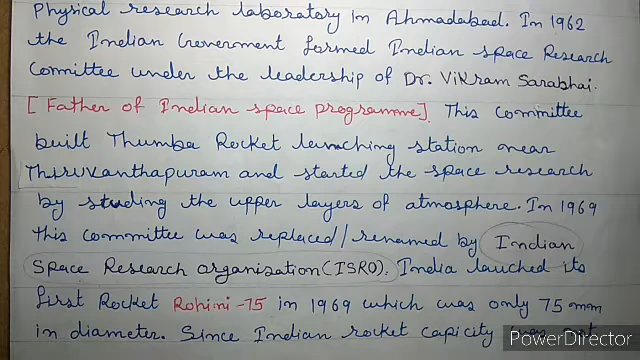 Physical research laboratory in Ahmadabad. In 1962
the Indian Government formed Indian space Research
Committee under the leadership of Dr. Vikram Sarabhai.
[ Father of Indian space programme]. This committee
built Thumba Rocket launching station near
Thiruvanthapuram and started the space research
by studing the upper layers of atmosphere. In 1969
this committee was replaced/renamed by Indian
Space Research organisation (ISRO). India lauched its
first Rocket Rohini-75 in 1969 which was only 75 mm
in diameter. Since Indian rocket capicity was not
PowerDirector